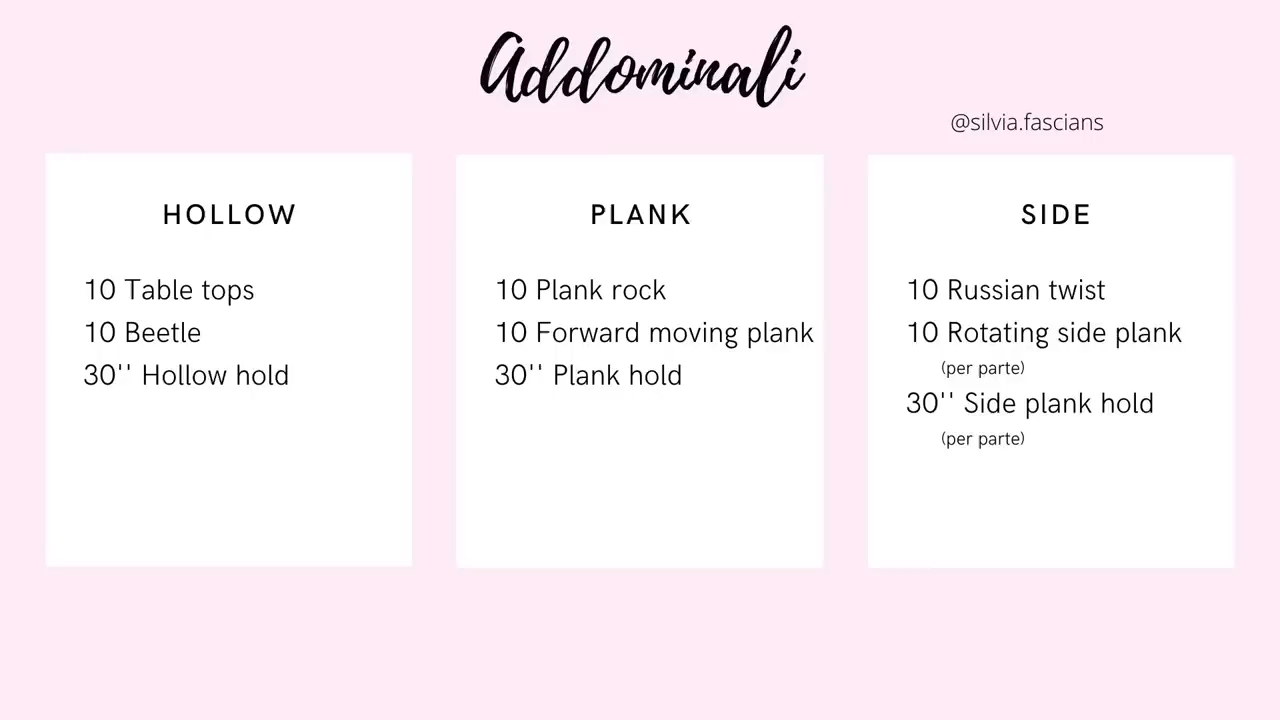 Addominali
@silvia.fascians
HOLLOW
10 Table tops
10 Beetle
30'' Hollow hold
PLANK
10 Plank rock
10 Forward moving plank
30'' Plank hold
SIDE
10 Russian twist
10 Rotating side plank
(per parte)
30'' Side plank hold
(per parte)